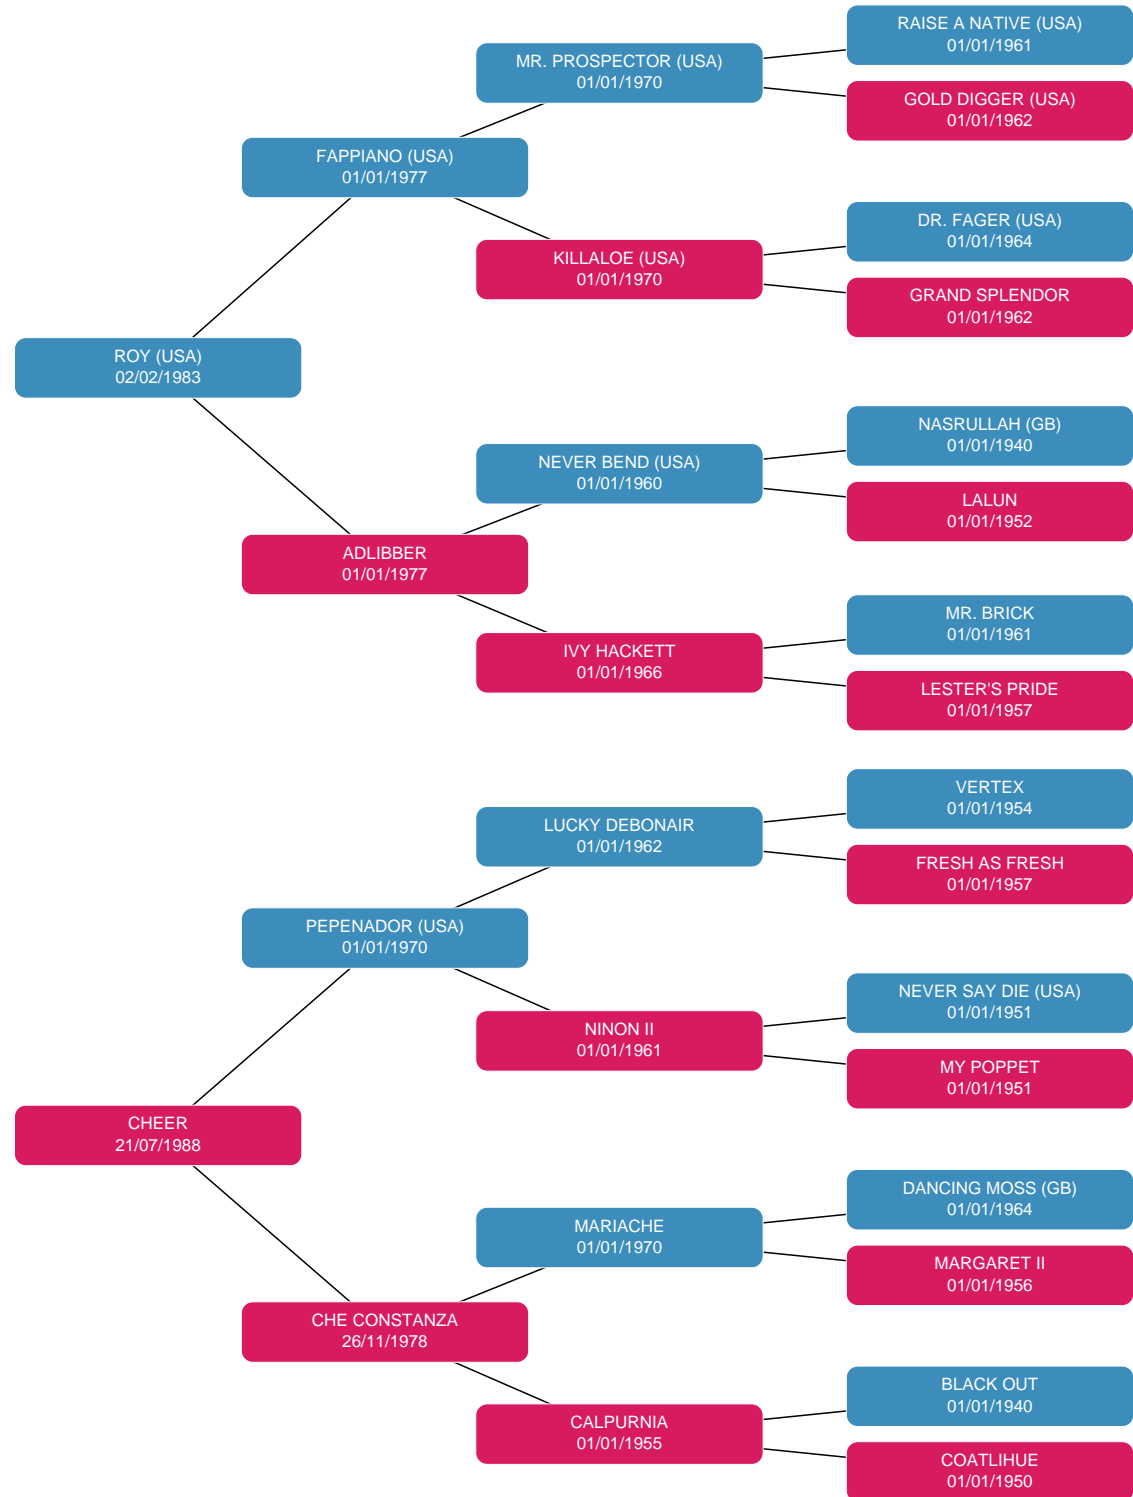 RAISE A NATIVE (USA)
01/01/1961
MR. PROSPECTOR (USA)
01/01/1970
GOLD DIGGER (USA)
01/01/1962
FAPPIANO (USA)
01/01/1977
DR. FAGER (USA)
01/01/1964
KILLALOE (USA)
01/01/1970
GRAND SPLENDOR
01/01/1962
ROY (USA)
02/02/1983
NASRULLAH (GB)
01/01/1940
NEVER BEND (USA)
01/01/1960
LALUN
01/01/1952
ADLIBBER
01/01/1977
MR. BRICK
01/01/1961
IVY HACKETT
01/01/1966
LESTER'S PRIDE
01/01/1957
VERTEX
01/01/1954
LUCKY DEBONAIR
01/01/1962
FRESH AS FRESH
01/01/1957
PEPENADOR (USA)
01/01/1970
NEVER SAY DIE (USA)
01/01/1951
NINON II
01/01/1961
MY POPPET
01/01/1951
CHEER
21/07/1988
DANCING MOSS (GB)
01/01/1964
MARIACHE
01/01/1970
MARGARET II
01/01/1956
CHE CONSTANZA
26/11/1978
BLACK OUT
01/01/1940
CALPURNIA
01/01/1955
COATLIHUE
01/01/1950